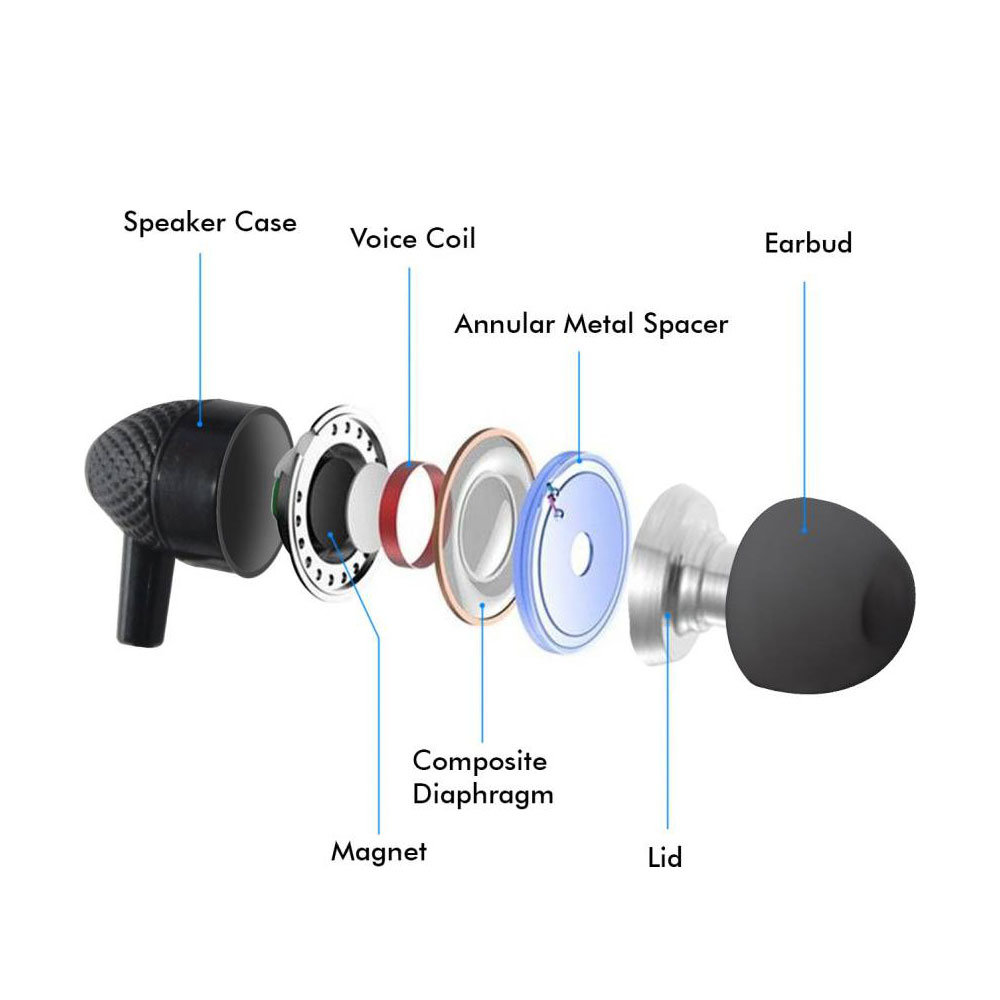 Speaker Case
Voice Coil
Earbud
Annular Metal Spacer
Composite
Diaphragm
Magnet
Lid